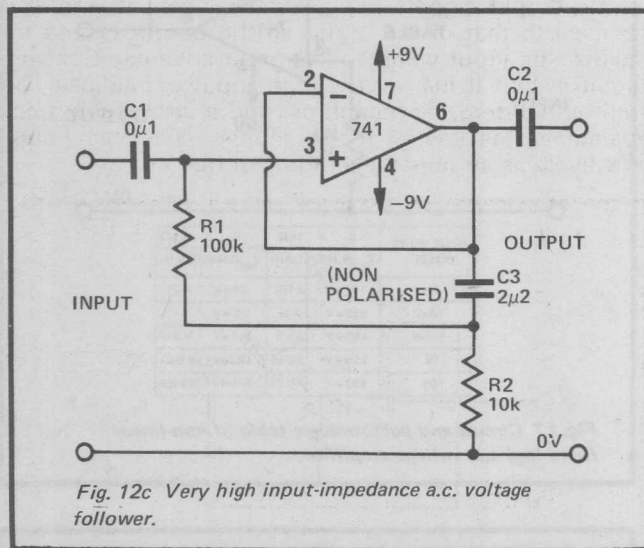 +9V
2
7
C1
0μ1
741
6
C2
0μ1
3
+
4
–9V
R1
100k
OUTPUT
(NON
POLARISED)
C3
2μ2
INPUT
R2
10k
0V
Fig. 12c Very high input-impedance a.c. voltage
follower.